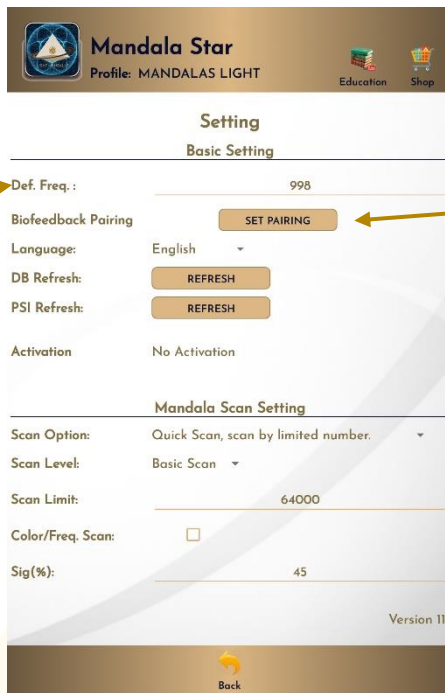 Mandala Star
Profile: MANDALAS LIGHT
Education
Shop
Setting
Basic Setting
Def. Freq. : 998
Biofeedback Pairing SET PAIRING
Language: English
DB Refresh: REFRESH
PSI Refresh: REFRESH
Activation No Activation
Mandala Scan Setting
Scan Option: Quick Scan, scan by limited number.
Scan Level: Basic Scan
Scan Limit: 64000
Color/Freq. Scan:
Sig(%): 45
Version 11
Back